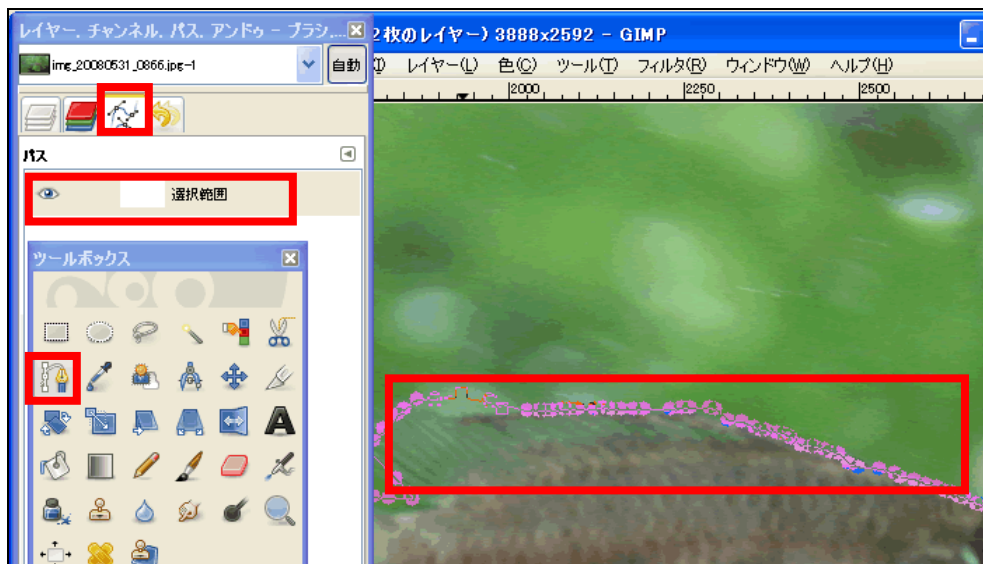 レイヤー, チャンネル, パス, アンドゥ - ブラシ,...
2枚のレイヤー) 3888x2592 - GIMP
img_20080531_0866.jpg-1
自動
レイヤー(L) 色(C) ツール(T) フィルタ(R) ウィンドウ(W) ヘルプ(H)
2000 2250 2500
パス
選択範囲
ツールボックス